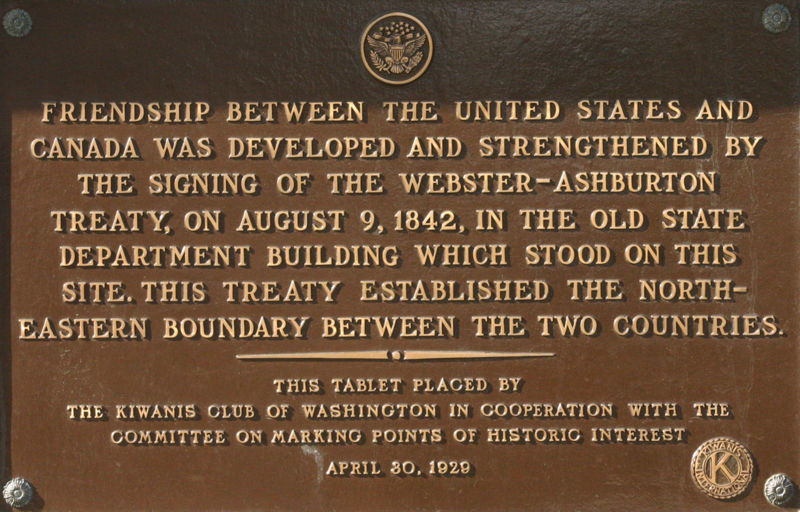 FRIENDSHIP BETWEEN THE UNITED STATES AND
CANADA WAS DEVELOPED AND STRENGTHENED BY
THE SIGNING OF THE WEBSTER-ASHBURTON
TREATY, ON AUGUST 9, 1842, IN THE OLD STATE
DEPARTMENT BUILDING WHICH STOOD ON THIS
SITE. THIS TREATY ESTABLISHED THE NORTH-
EASTERN BOUNDARY BETWEEN THE TWO COUNTRIES.
THIS TABLET PLACED BY
THE KIWANIS CLUB OF WASHINGTON IN COOPERATION WITH THE
COMMITTEE ON MARKING POINTS OF HISTORIC INTEREST
APRIL 30, 1929
KIWANIS
K
INTERNATIONAL